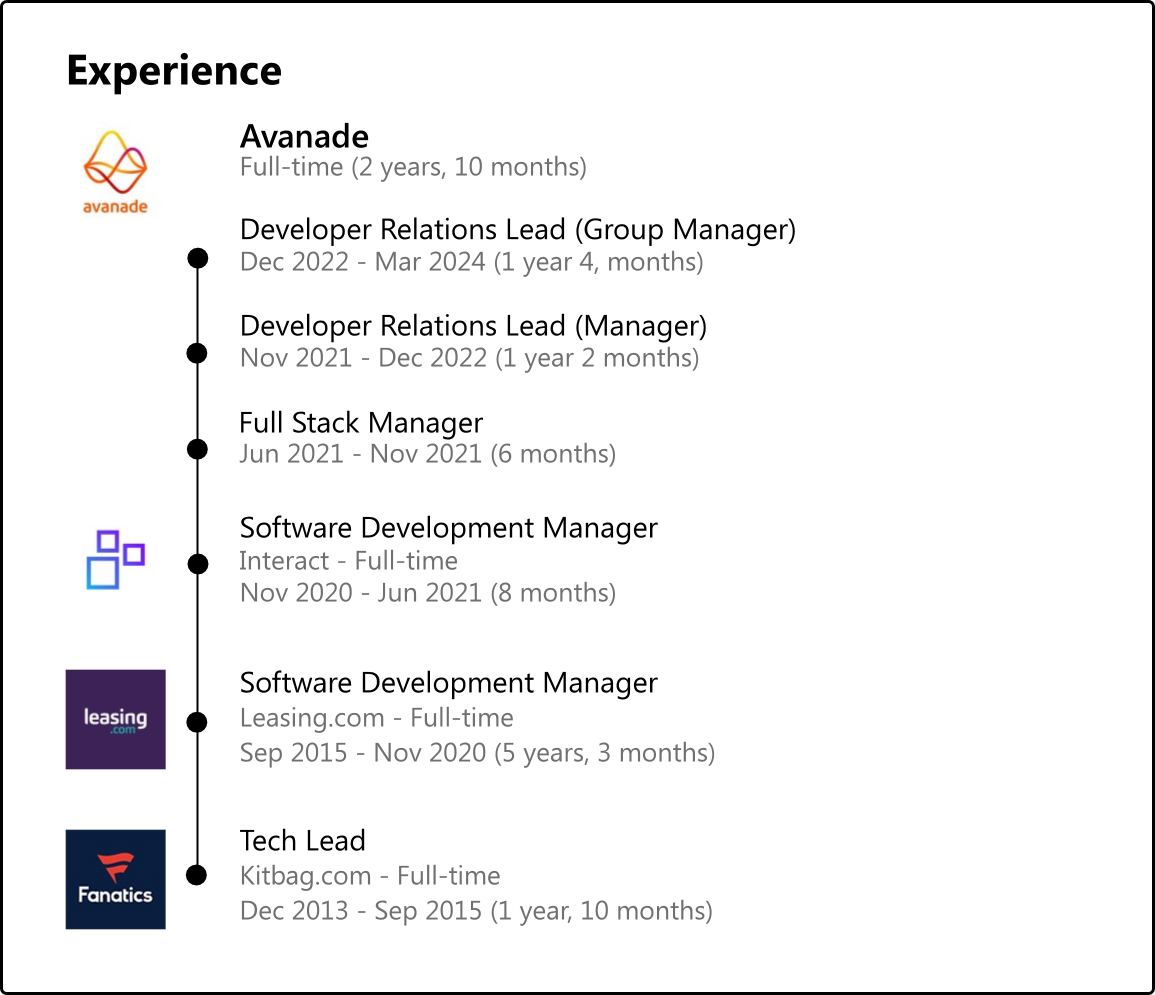 Experience
avanade
Avanade
Full-time (2 years, 10 months)
Developer Relations Lead (Group Manager)
Dec 2022 - Mar 2024 (1 year 4, months)
Developer Relations Lead (Manager)
Nov 2021 - Dec 2022 (1 year 2 months)
Full Stack Manager
Jun 2021 - Nov 2021 (6 months)
Software Development Manager
Interact - Full-time
Nov 2020 - Jun 2021 (8 months)
leasing
.com
Software Development Manager
Leasing.com - Full-time
Sep 2015 - Nov 2020 (5 years, 3 months)
Fanatics
Tech Lead
Kitbag.com - Full-time
Dec 2013 - Sep 2015 (1 year, 10 months)